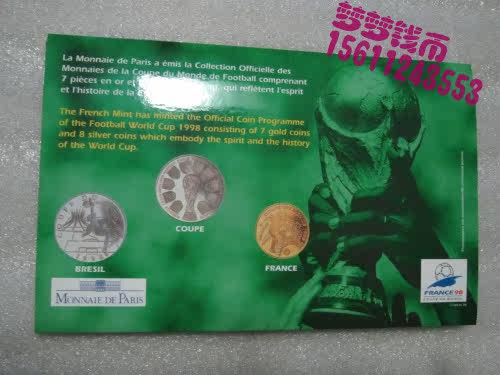 梦梦钱币
15611243553
La Monnaie de Paris a émis la Collection Officielle des
Monnaies de la Coupe du Monde de Football comprenant
7 pièces en or et qui reflètent l'esprit
et l'histoire de la
The French Mint has minted the Official Coin Programme
of the Football World Cup 1998 consisting of 7 gold coins
and 8 silver coins which embody the spirit and the history
of the World Cup.
COUPE
BRESIL
FRANCE
MONNAIE DE PARIS
FRANCE 98